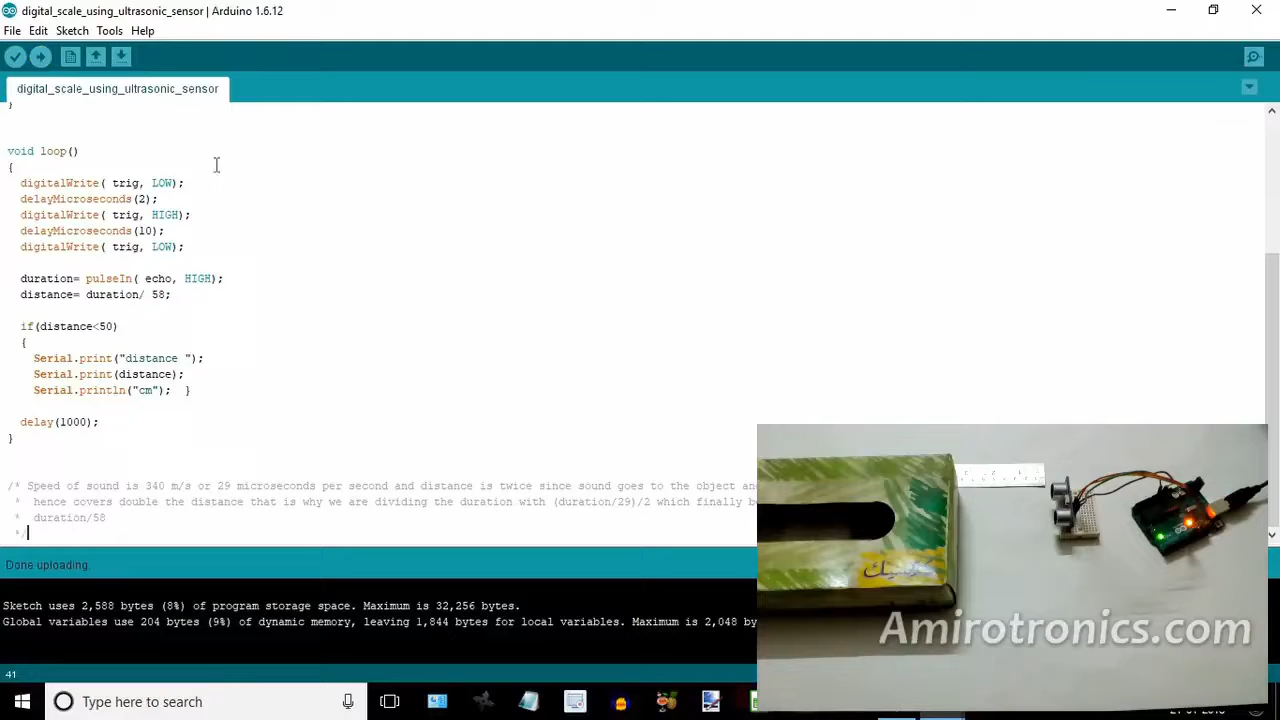 digital_scale_using_ultrasonic_sensor | Arduino 1.6.12
File Edit Sketch Tools Help
digital_scale_using_ultrasonic_sensor
}
void loop()
{
digitalWrite( trig, LOW);
delayMicroseconds(2);
digitalWrite( trig, HIGH);
delayMicroseconds(10);
digitalWrite( trig, LOW);
duration= pulseIn( echo, HIGH);
distance= duration/ 58;
if(distance<50)
{
Serial.print("distance ");
Serial.print(distance);
Serial.println("cm"); }
delay(1000);
}
/* Speed of sound is 340 m/s or 29 microseconds per second and distance is twice since sound goes to the object an
* hence covers double the distance that is why we are dividing the duration with (duration/29)/2 which finally b
* duration/58
*/
Done uploading.
Sketch uses 2,588 bytes (8%) of program storage space. Maximum is 32,256 bytes.
Global variables use 204 bytes (9%) of dynamic memory, leaving 1,844 bytes for local variables. Maximum is 2,048 by
41
Type here to search
كلاسيك
Amirotronics.com